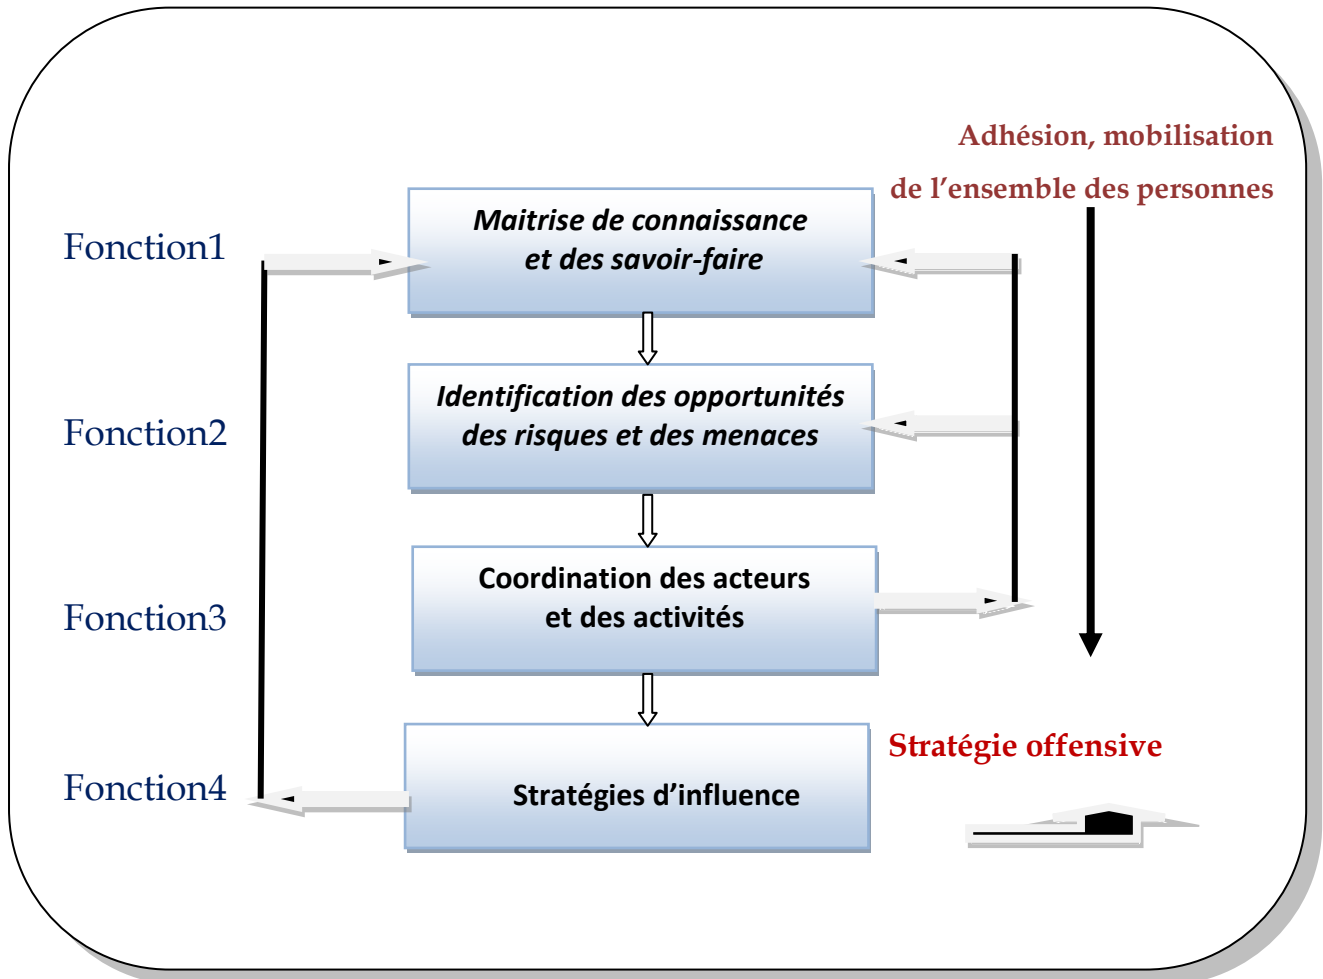 Adhésion, mobilisation
de l’ensemble des personnes
Fonction1
Maitrise de connaissance
et des savoir-faire
Fonction2
Identification des opportunités
des risques et des menaces
Fonction3
Coordination des acteurs
et des activités
Stratégie offensive
Fonction4
Stratégies d’influence